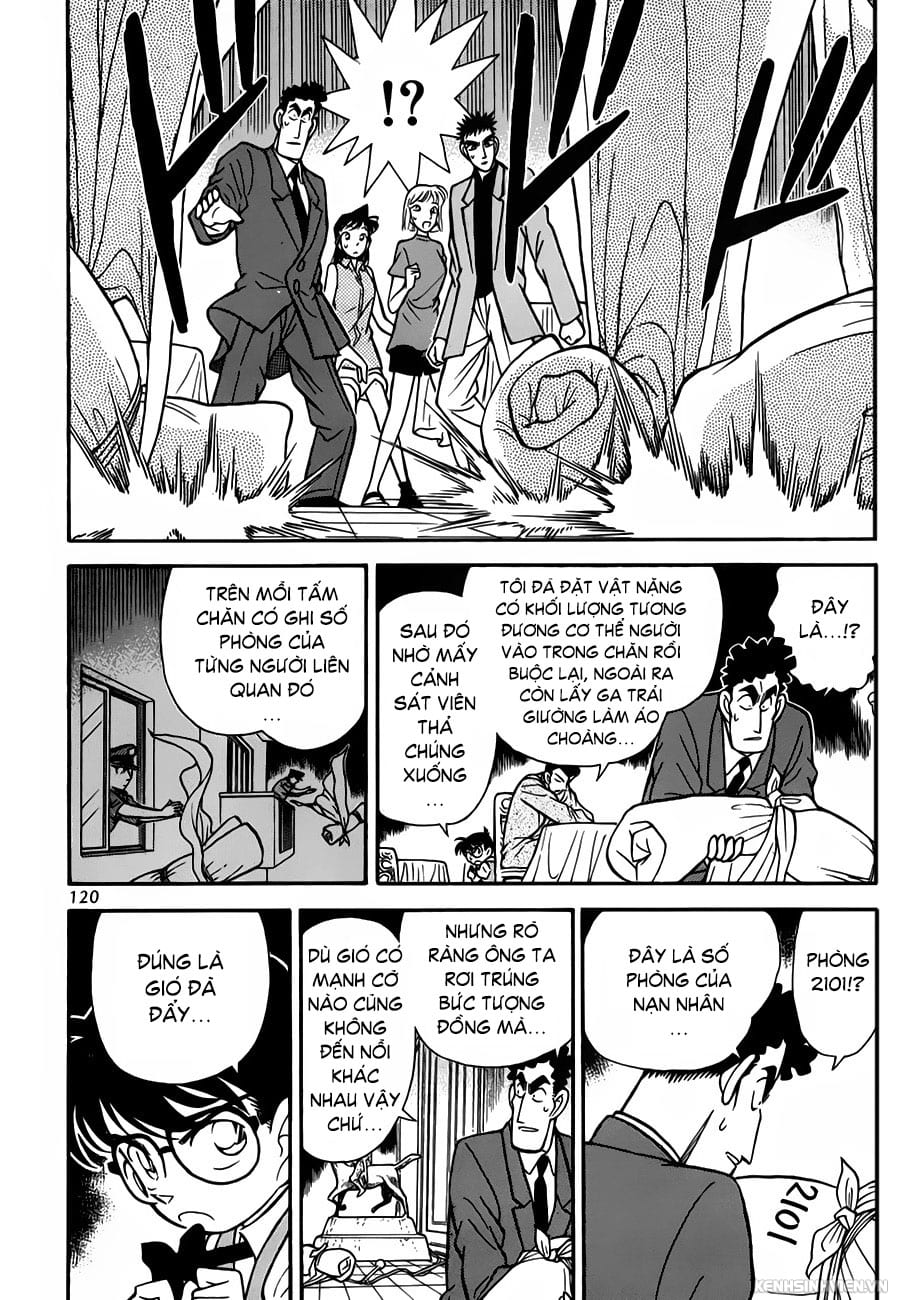 !?
ド
ド
ド
ĐÂY
LÀ...!?
TÔI ĐÃ ĐẶT VẬT NẶNG
CÓ KHỐI LƯỢNG TƯƠNG
ĐƯƠNG CƠ THỂ NGƯỜI
VÀO TRONG CHĂN RỒI
BUỘC LẠI, NGOÀI RA
CÒN LẤY GA TRẢI
GIƯỜNG LÀM ÁO
CHOÀNG...
SAU ĐÓ
NHỜ MẤY
CẢNH
SÁT VIÊN
THẢ
CHÚNG
XUỐNG
...
TRÊN MỖI TẤM
CHĂN CÓ GHI SỐ
PHÒNG CỦA
TỪNG NGƯỜI LIÊN
QUAN ĐÓ
...
120
PHÒNG
2101!?
ĐÂY LÀ SỐ
PHÒNG CỦA
NẠN NHÂN
...
2101
NHƯNG RÕ
RÀNG ÔNG TA
RƠI TRÚNG
BỨC TƯỢNG
ĐỒNG MÀ...
DÙ GIÓ CÓ
MẠNH CỠ
NÀO CŨNG
KHÔNG
ĐẾN NỖI
KHÁC
NHAU VẬY
CHỨ...
ĐÚNG LÀ
GIÓ ĐÃ
ĐẨY...
KENHSINHVIEN.VN